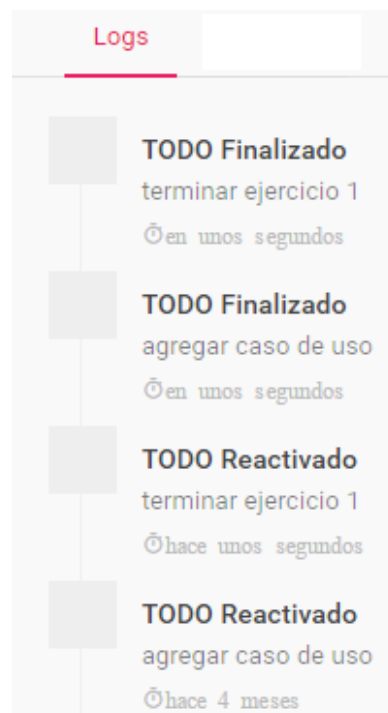 Logs
TODO Finalizado
terminar ejercicio 1
en unos segundos
TODO Finalizado
agregar caso de uso
en unos segundos
TODO Reactivado
terminar ejercicio 1
hace unos segundos
TODO Reactivado
agregar caso de uso
hace 4 meses